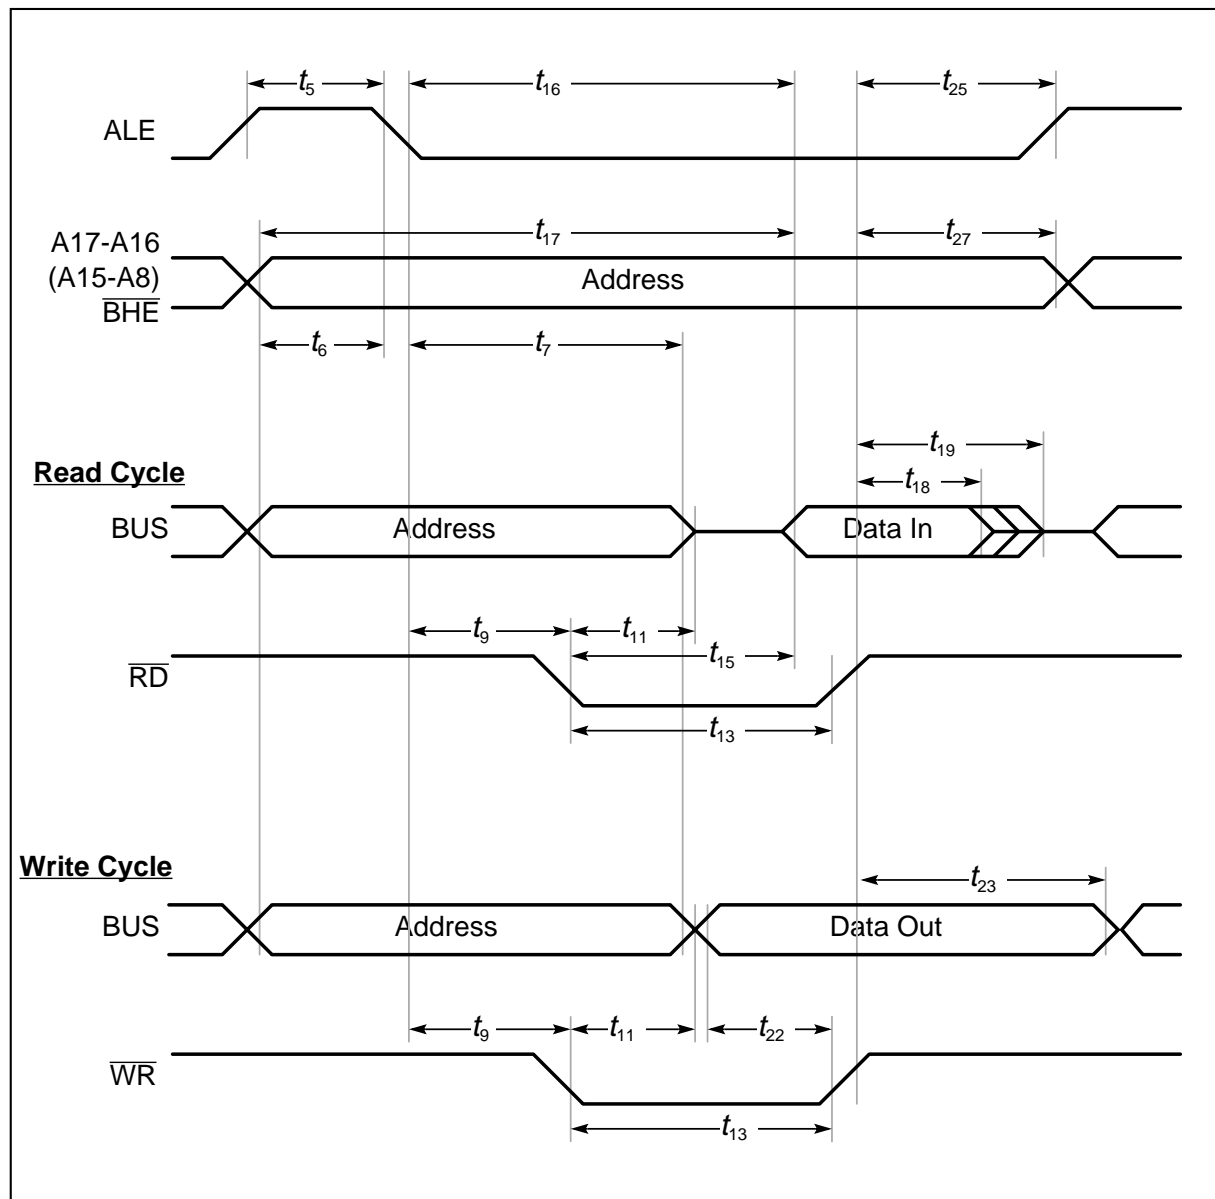 t5 t16 t25
ALE
t17 t27
A17-A16
(A15-A8)
BHE
Address
t6 t7
t19
Read Cycle
t18
BUS Address Data In
t9 t11
t15
RD
t13
Write Cycle
t23
BUS Address Data Out
t9 t11 t22
WR
t13